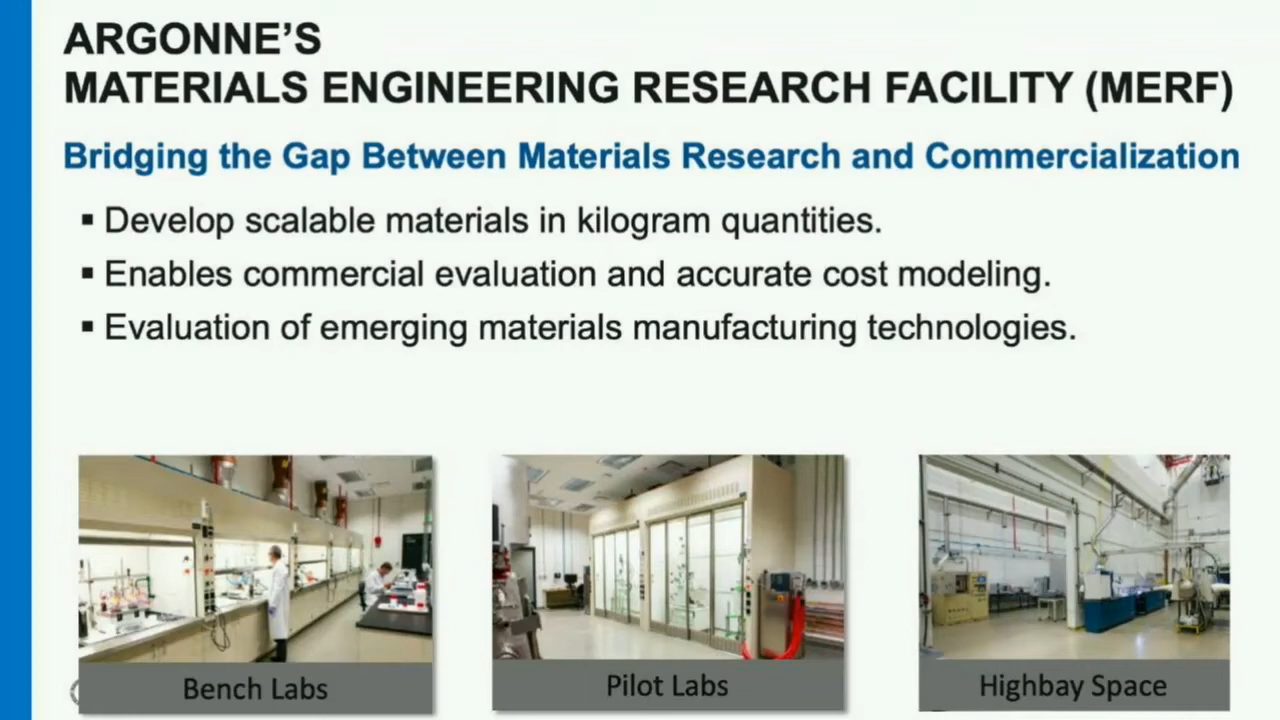 ARGONNE'S
MATERIALS ENGINEERING RESEARCH FACILITY (MERF)
Bridging the Gap Between Materials Research and Commercialization
▪ Develop scalable materials in kilogram quantities.
▪ Enables commercial evaluation and accurate cost modeling.
▪ Evaluation of emerging materials manufacturing technologies.
Bench Labs
Pilot Labs
Highbay Space